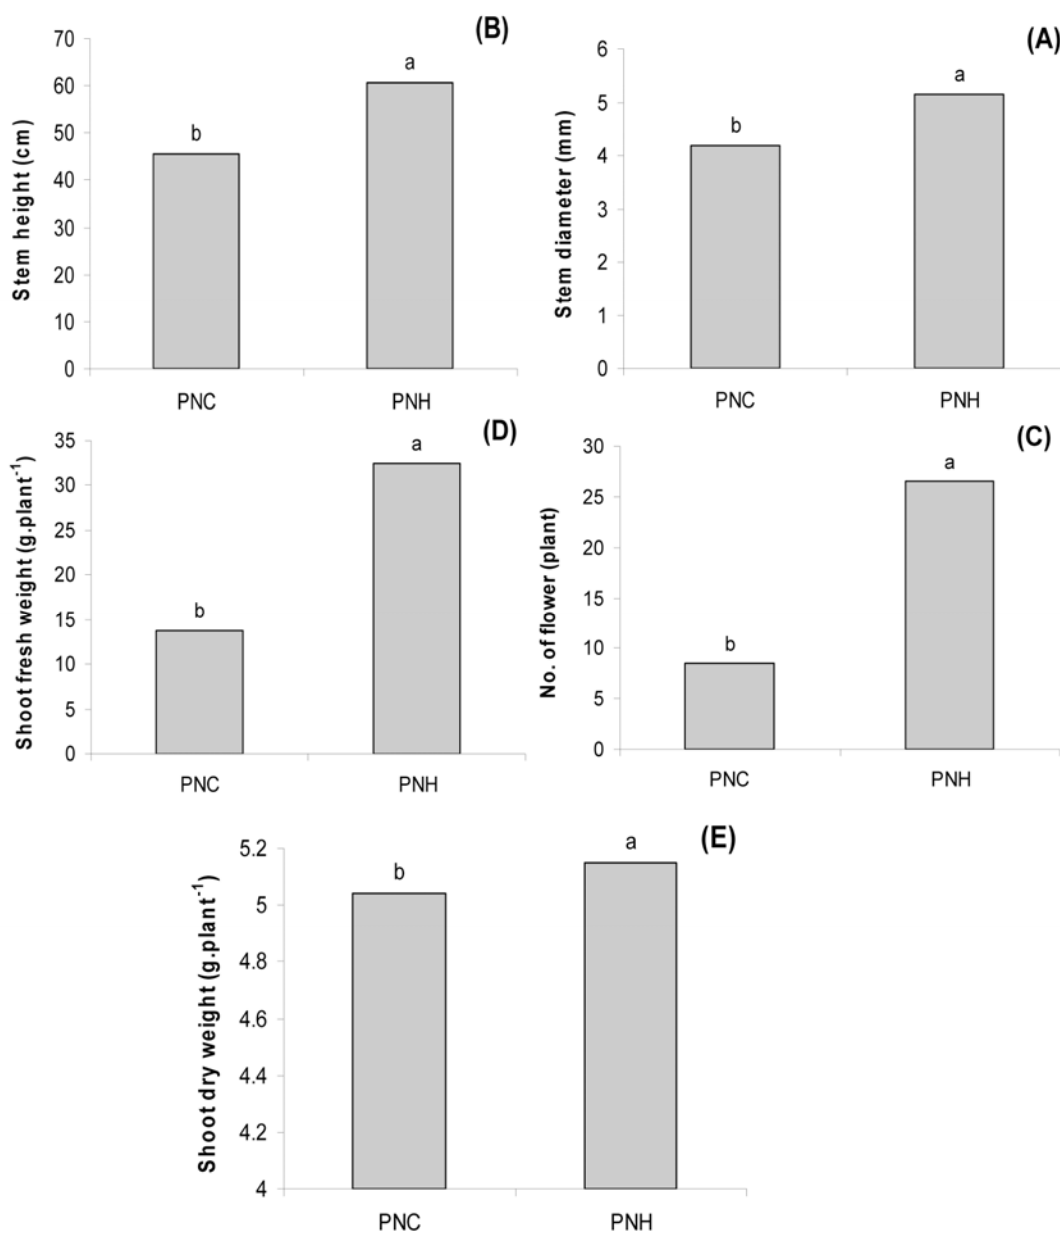 (B)
Stem height (cm)
70
60
50
40
30
20
10
0
b
a
PNC
PNH
(A)
Stem diameter (mm)
6
5
4
3
2
1
0
b
a
PNC
PNH
(D)
Shoot fresh weight (g.plant⁻¹)
35
30
25
20
15
10
5
0
b
a
PNC
PNH
(C)
No. of flower (plant)
30
25
20
15
10
5
0
b
a
PNC
PNH
(E)
Shoot dry weight (g.plant⁻¹)
5.2
5
4.8
4.6
4.4
4.2
4
b
a
PNC
PNH